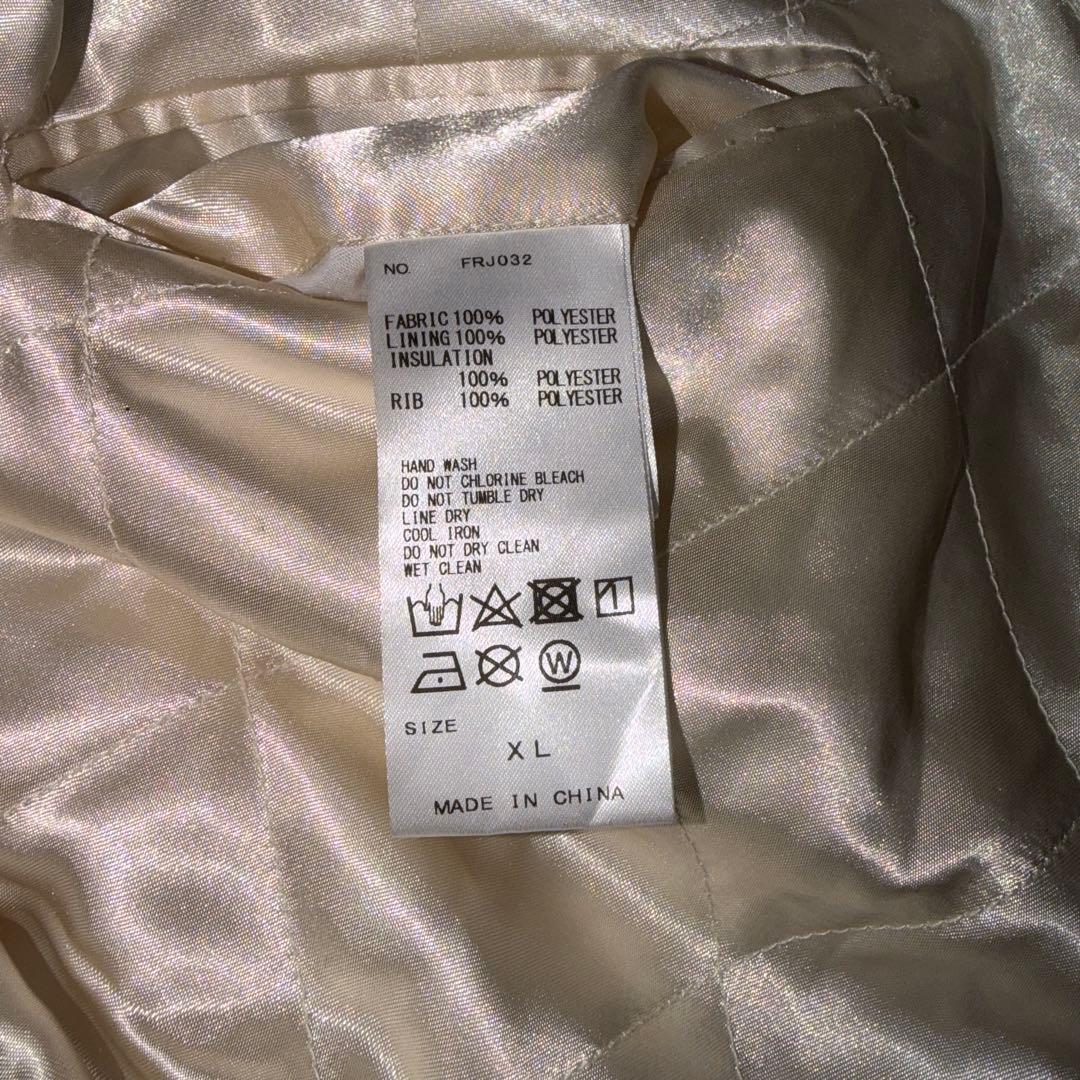 NO. FRJ032
FABRIC 100% POLYESTER
LINING 100% POLYESTER
INSULATION
100% POLYESTER
RIB 100% POLYESTER
HAND WASH
DO NOT CHLORINE BLEACH
DO NOT TUMBLE DRY
LINE DRY
COOL IRON
DO NOT DRY CLEAN
WET CLEAN
W
SIZE
XL
MADE IN CHINA